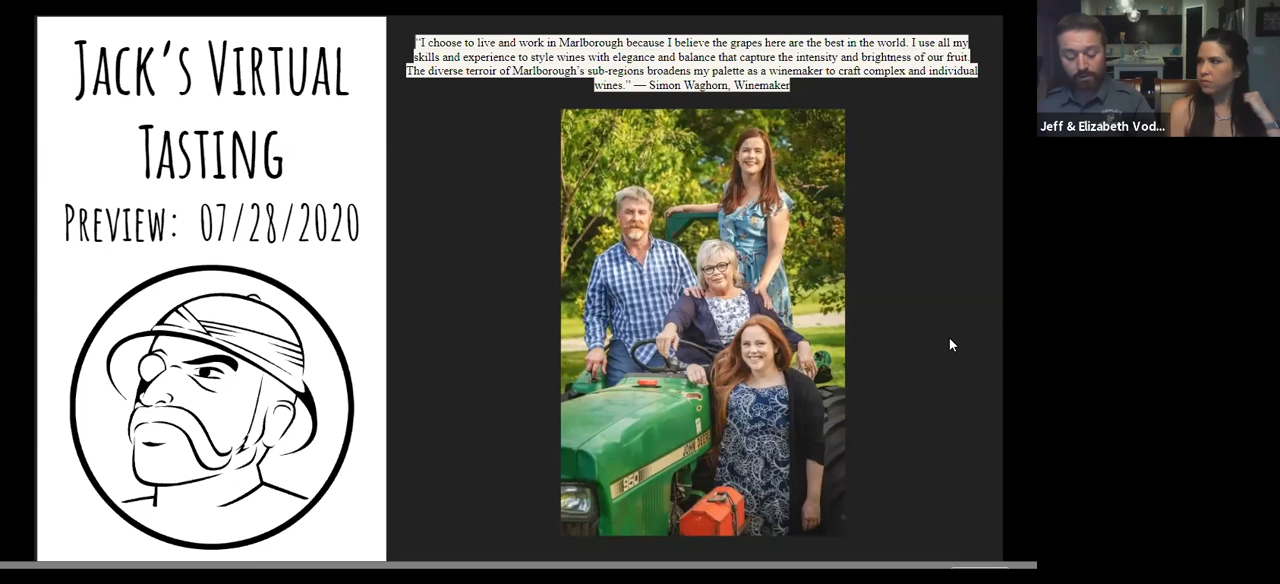 JACK'S VIRTUAL
TASTING
PREVIEW: 07/28/2020
"I choose to live and work in Marlborough because I believe the grapes here are the best in the world. I use all my
skills and experience to style wines with elegance and balance that capture the intensity and brightness of our fruit.
The diverse terroir of Marlborough's sub-regions broadens my palette as a winemaker to craft complex and individual
wines." — Simon Waghorn, Winemaker
JOHN DEERE
950
Jeff & Elizabeth Vod...